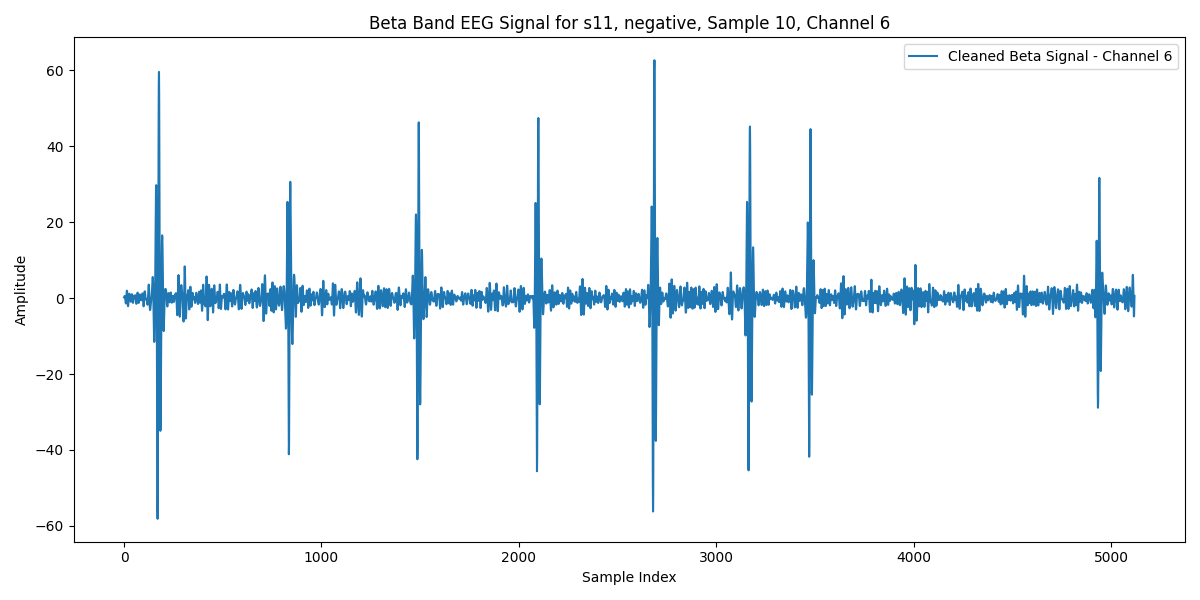 Beta Band EEG Signal for s11, negative, Sample 10, Channel 6
Cleaned Beta Signal - Channel 6
60
40
20
0
−20
−40
−60
Amplitude
0 1000 2000 3000 4000 5000
Sample Index